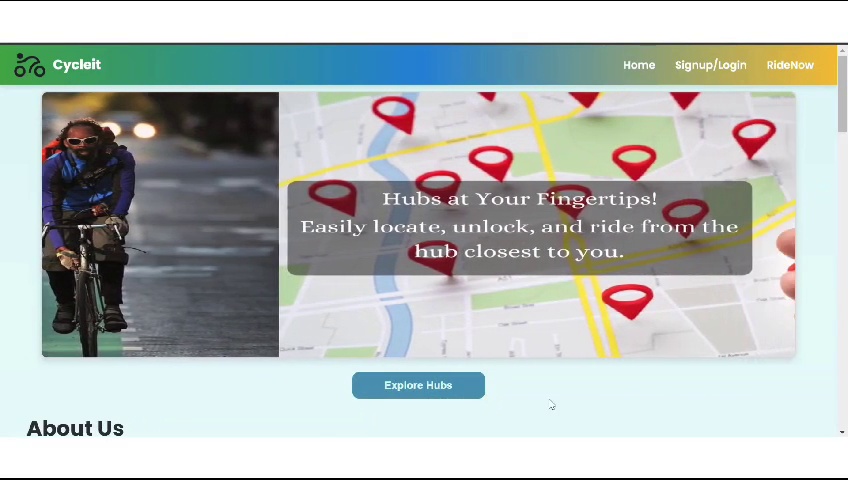 Cycleit
Home Signup/Login RideNow
Hubs at Your Fingertips!
Easily locate, unlock, and ride from the
hub closest to you.
Explore Hubs
About Us